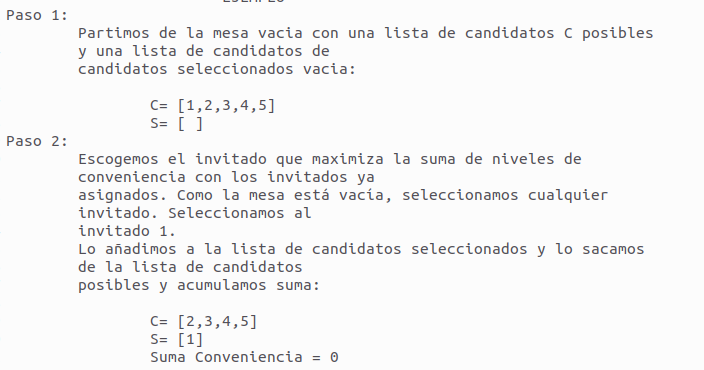 Paso 1:
Partimos de la mesa vacia con una lista de candidatos C posibles
y una lista de candidatos de
candidatos seleccionados vacia:
C= [1,2,3,4,5]
S= [ ]
Paso 2:
Escogemos el invitado que maximiza la suma de niveles de
conveniencia con los invitados ya
asignados. Como la mesa está vacía, seleccionamos cualquier
invitado. Seleccionamos al
invitado 1.
Lo añadimos a la lista de candidatos seleccionados y lo sacamos
de la lista de candidatos
posibles y acumulamos suma:
C= [2,3,4,5]
S= [1]
Suma Conveniencia = 0